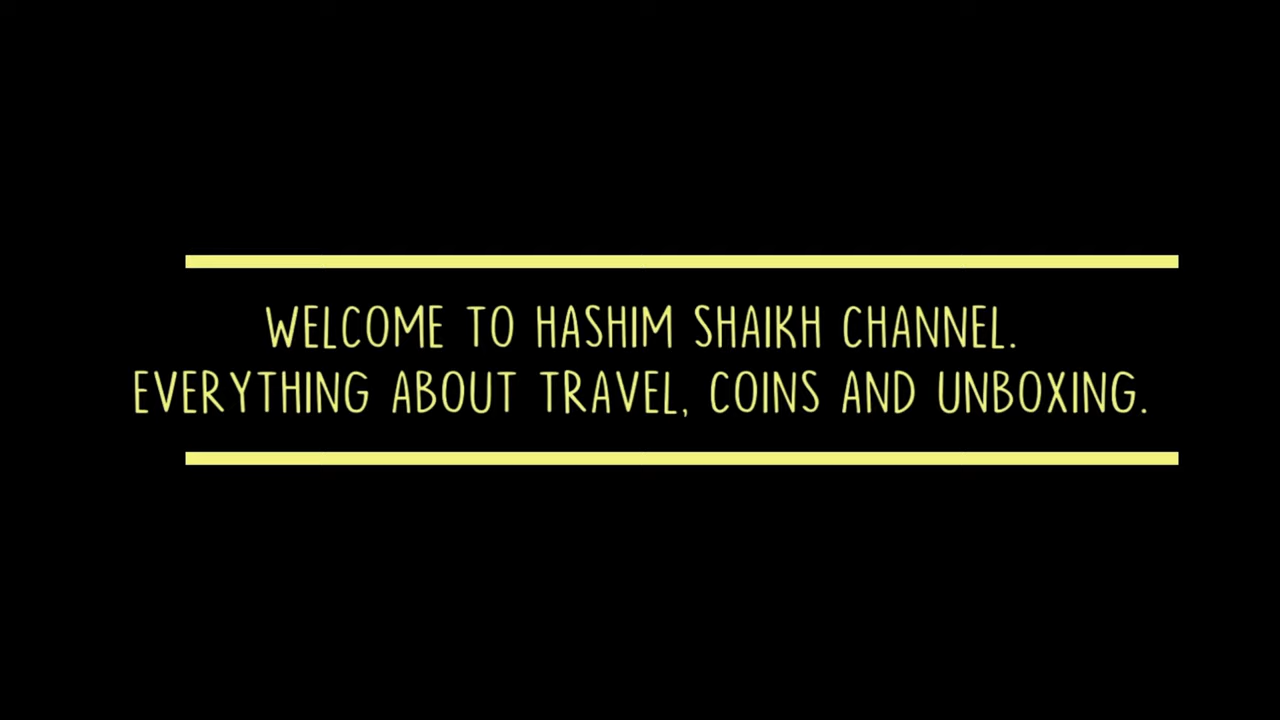 WELCOME TO HASHIM SHAIKH CHANNEL.
EVERYTHING ABOUT TRAVEL, COINS AND UNBOXING.